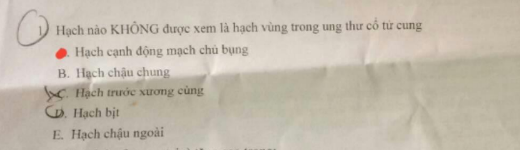 1. Hạch nào KHÔNG được xem là hạch vùng trong ung thư cổ tử cung
. Hạch cạnh động mạch chủ bụng
B. Hạch chậu chung
C. Hạch trước xương cùng
D. Hạch bịt
E. Hạch chậu ngoài